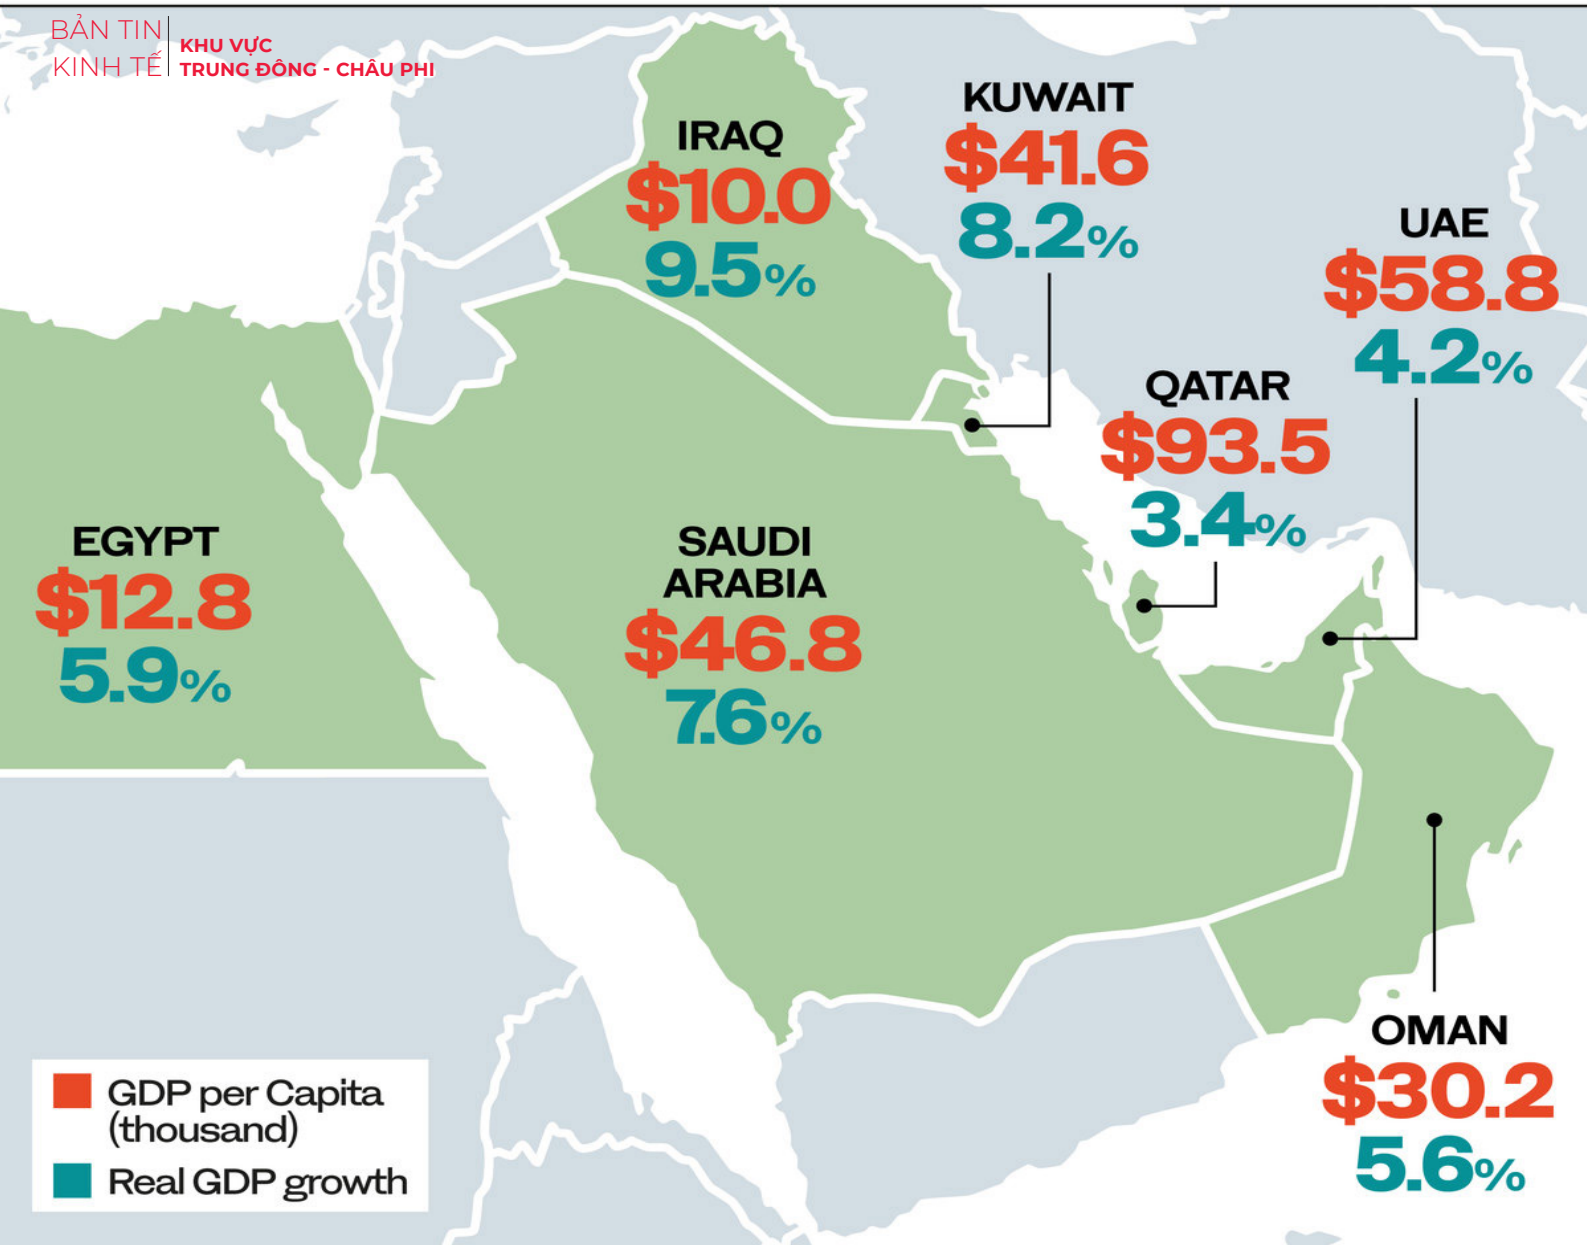 BẢN TIN
KINH TẾ
KHU VỰC
TRUNG ĐÔNG - CHÂU PHI
IRAQ
$10.0
9.5%
KUWAIT
$41.6
8.2%
UAE
$58.8
4.2%
QATAR
$93.5
3.4%
EGYPT
$12.8
5.9%
SAUDI
ARABIA
$46.8
7.6%
OMAN
$30.2
5.6%
GDP per Capita
(thousand)
Real GDP growth